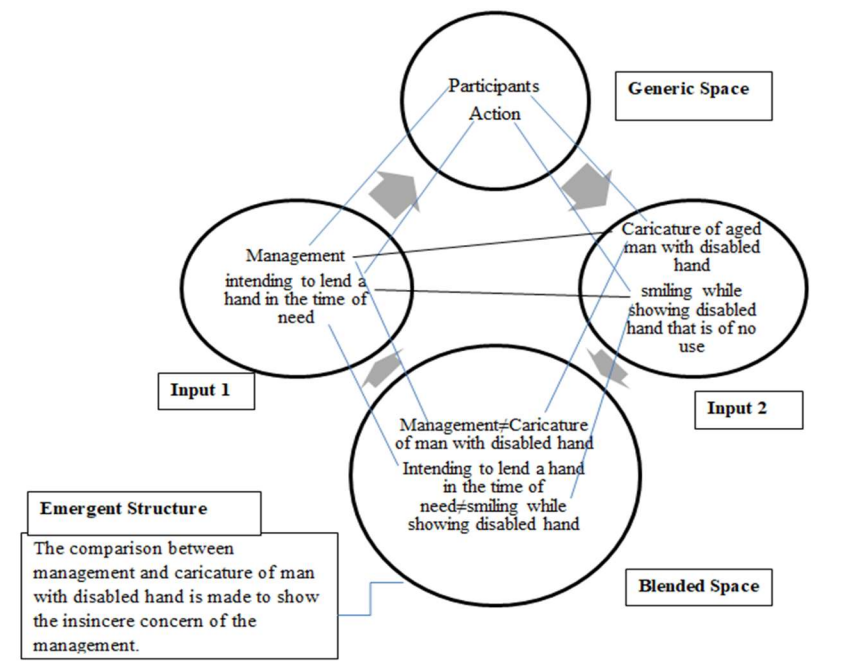 Participants
Action
Generic Space
Management
intending to lend a
hand in the time of
need
Caricature of aged
man with disabled
hand
smiling while
showing disabled
hand that is of no
use
Input 1
Input 2
Management≠Caricature
of man with disabled hand
Intending to lend a hand
in the time of
need≠smiling while
showing disabled hand
Emergent Structure
The comparison between
management and caricature of man
with disabled hand is made to show
the insincere concern of the
management.
Blended Space